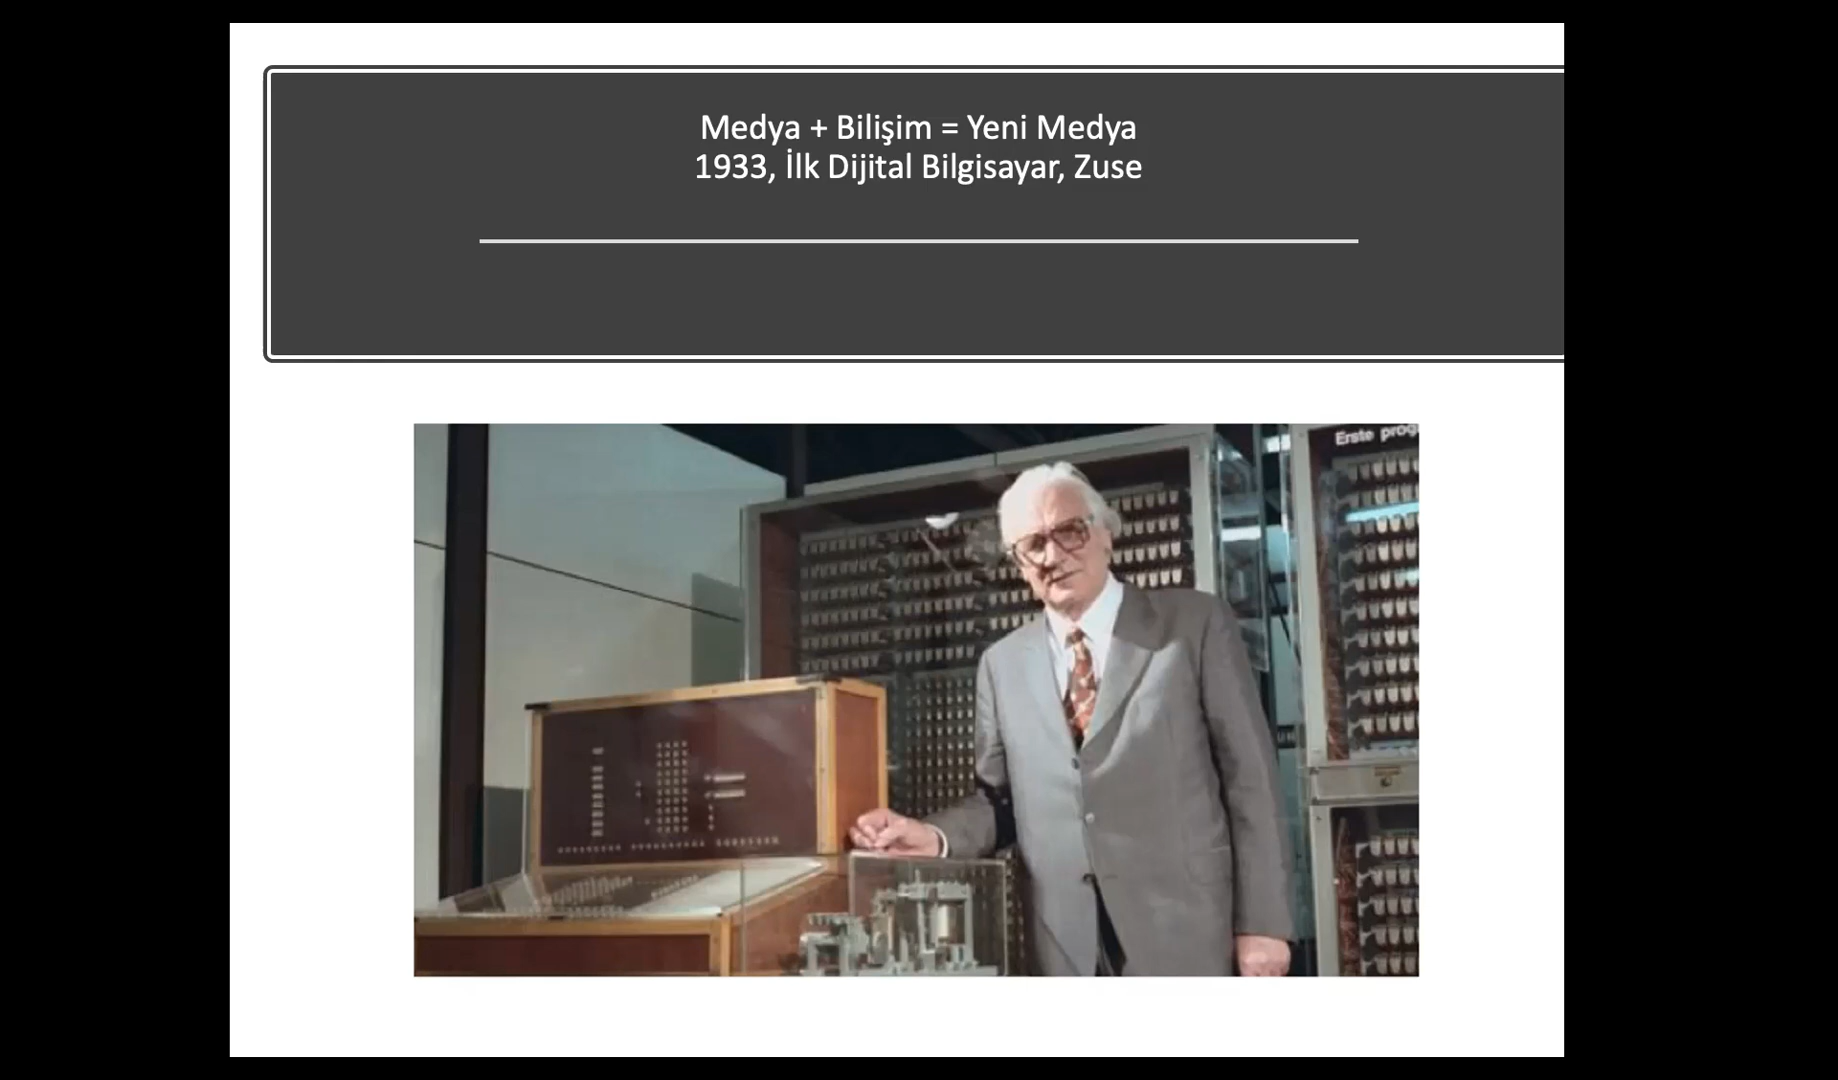 Medya + Bilişim = Yeni Medya
1933, İlk Dijital Bilgisayar, Zuse
Erste prog